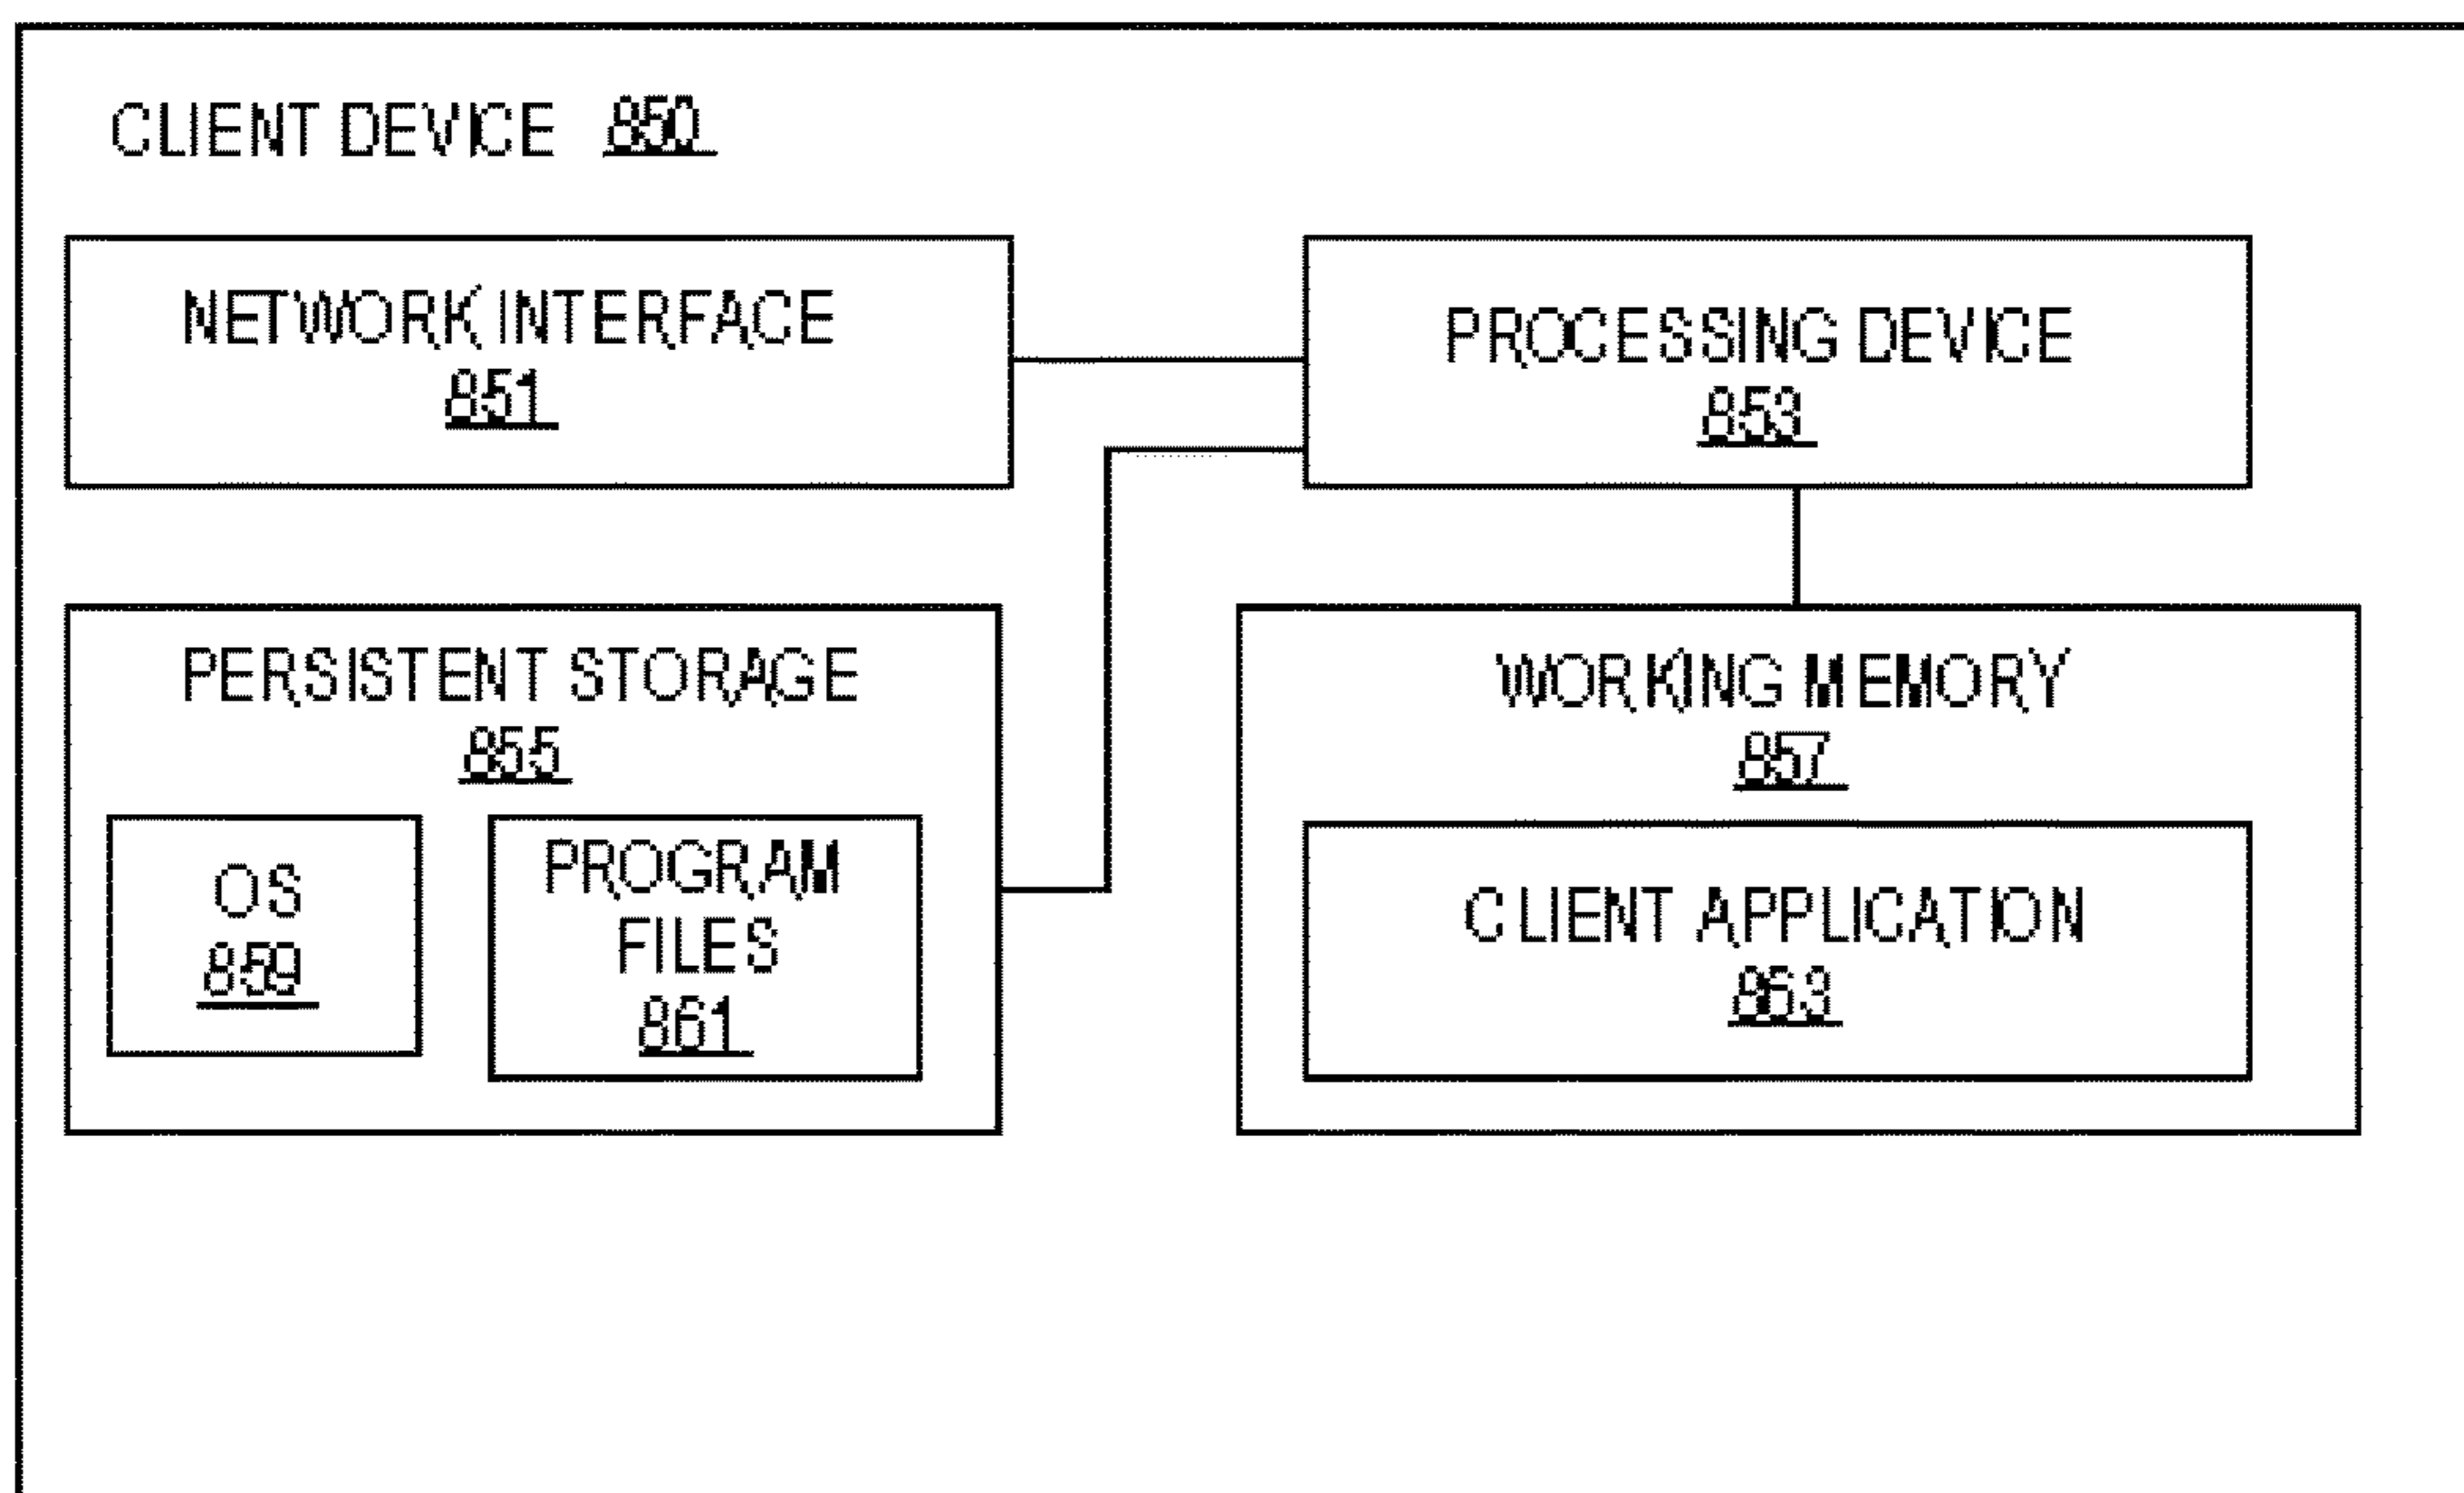 CLIENT DEVICE 850
NETWORK INTERFACE
851
PROCESSING DEVICE
853
PERSISTENT STORAGE
855
OS
859
PROGRAM
FILES
861
WORKING MEMORY
857
CLIENT APPLICATION
863